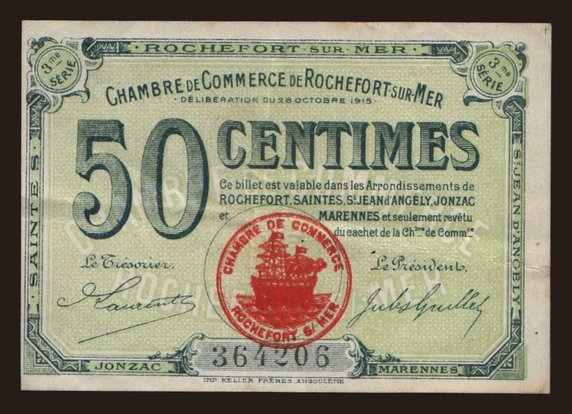 ROCHEFORT-SUR-MER
3me SÉRIE
3me SÉRIE
CHAMBRE DE COMMERCE DE ROCHEFORT-SUR-MER
DÉLIBÉRATION DU 28 OCTOBRE 1915
50 CENTIMES
Ce billet est valable dans les Arrondissements de
ROCHEFORT, SAINTES, St JEAN D'ANGÉLY, JONZAC
et MARENNES et seulement revêtu
du cachet de la Chbre de Commce
SAINTES
St JEAN D'ANGÉLY
CHAMBRE DE COMMERCE
ROCHEFORT S/ MER
Le Trésorier,
Le Président,
364206
JONZAC
MARENNES
IMP. KELLER FRÈRES ANGOULÊME